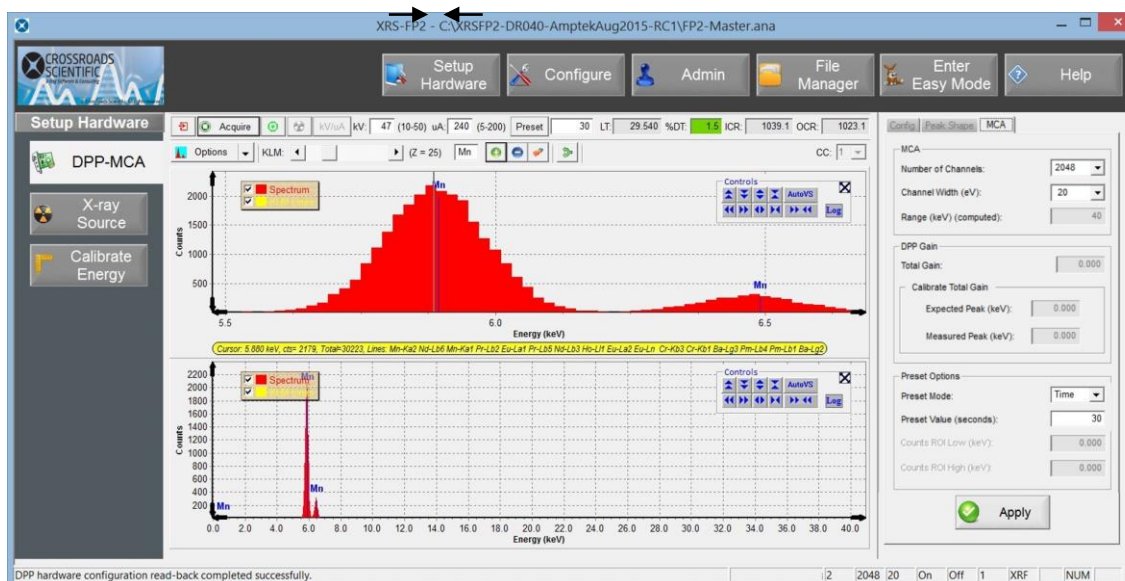 XRS-FP2 - C:\XRSFP2-DR040-AmptekAug2015-RC1\FP2-Master.ana
CROSSROADS
SCIENTIFIC
Setup Hardware
Configure
Admin
File Manager
Enter Easy Mode
Help
Setup Hardware
DPP-MCA
X-ray Source
Calibrate Energy
Acquire kV/uA kV: 47 (10-50) uA: 240 (5-200) Preset 30 LT: 29.540 %DT: 1.5 ICR: 1039.1 OCR: 1023.1
Options KLM: (Z = 25) Mn CC: 1
Spectrum
Controls
AutoVS
Log
Mn
Mn
2000
1500
1000
500
Counts
5.5 6.0 6.5
Energy (keV)
Cursor: 5.880 keV, cts= 2179, Total=30223, Lines: Mn-Ka2 Nd-Lb6 Mn-Ka1 Pr-Lb2 Eu-La1 Pr-Lb5 Nd-Lb3 Ho-Ll1 Eu-La2 Eu-Ln Cr-Kb3 Cr-Kb1 Ba-Lg3 Pm-Lb4 Pm-Lb1 Ba-Lg2
Spectrum
Controls
AutoVS
Log
Mn
Mn
Mn
2200
2000
1800
1600
1400
1200
1000
800
600
400
200
Counts
0.0 2.0 4.0 6.0 8.0 10.0 12.0 14.0 16.0 18.0 20.0 22.0 24.0 26.0 28.0 30.0 32.0 34.0 36.0 38.0 40.0
Energy (keV)
Config Peak Shape MCA
MCA
Number of Channels: 2048
Channel Width (eV): 20
Range (keV) (computed): 40
DPP Gain
Total Gain: 0.000
Calibrate Total Gain
Expected Peak (keV): 0.000
Measured Peak (keV): 0.000
Preset Options
Preset Mode: Time
Preset Value (seconds): 30
Counts ROI Low (keV): 0.000
Counts ROI High (keV): 0.000
Apply
DPP hardware configuration read-back completed successfully. 2 2048 20 On Off 1 XRF NUM